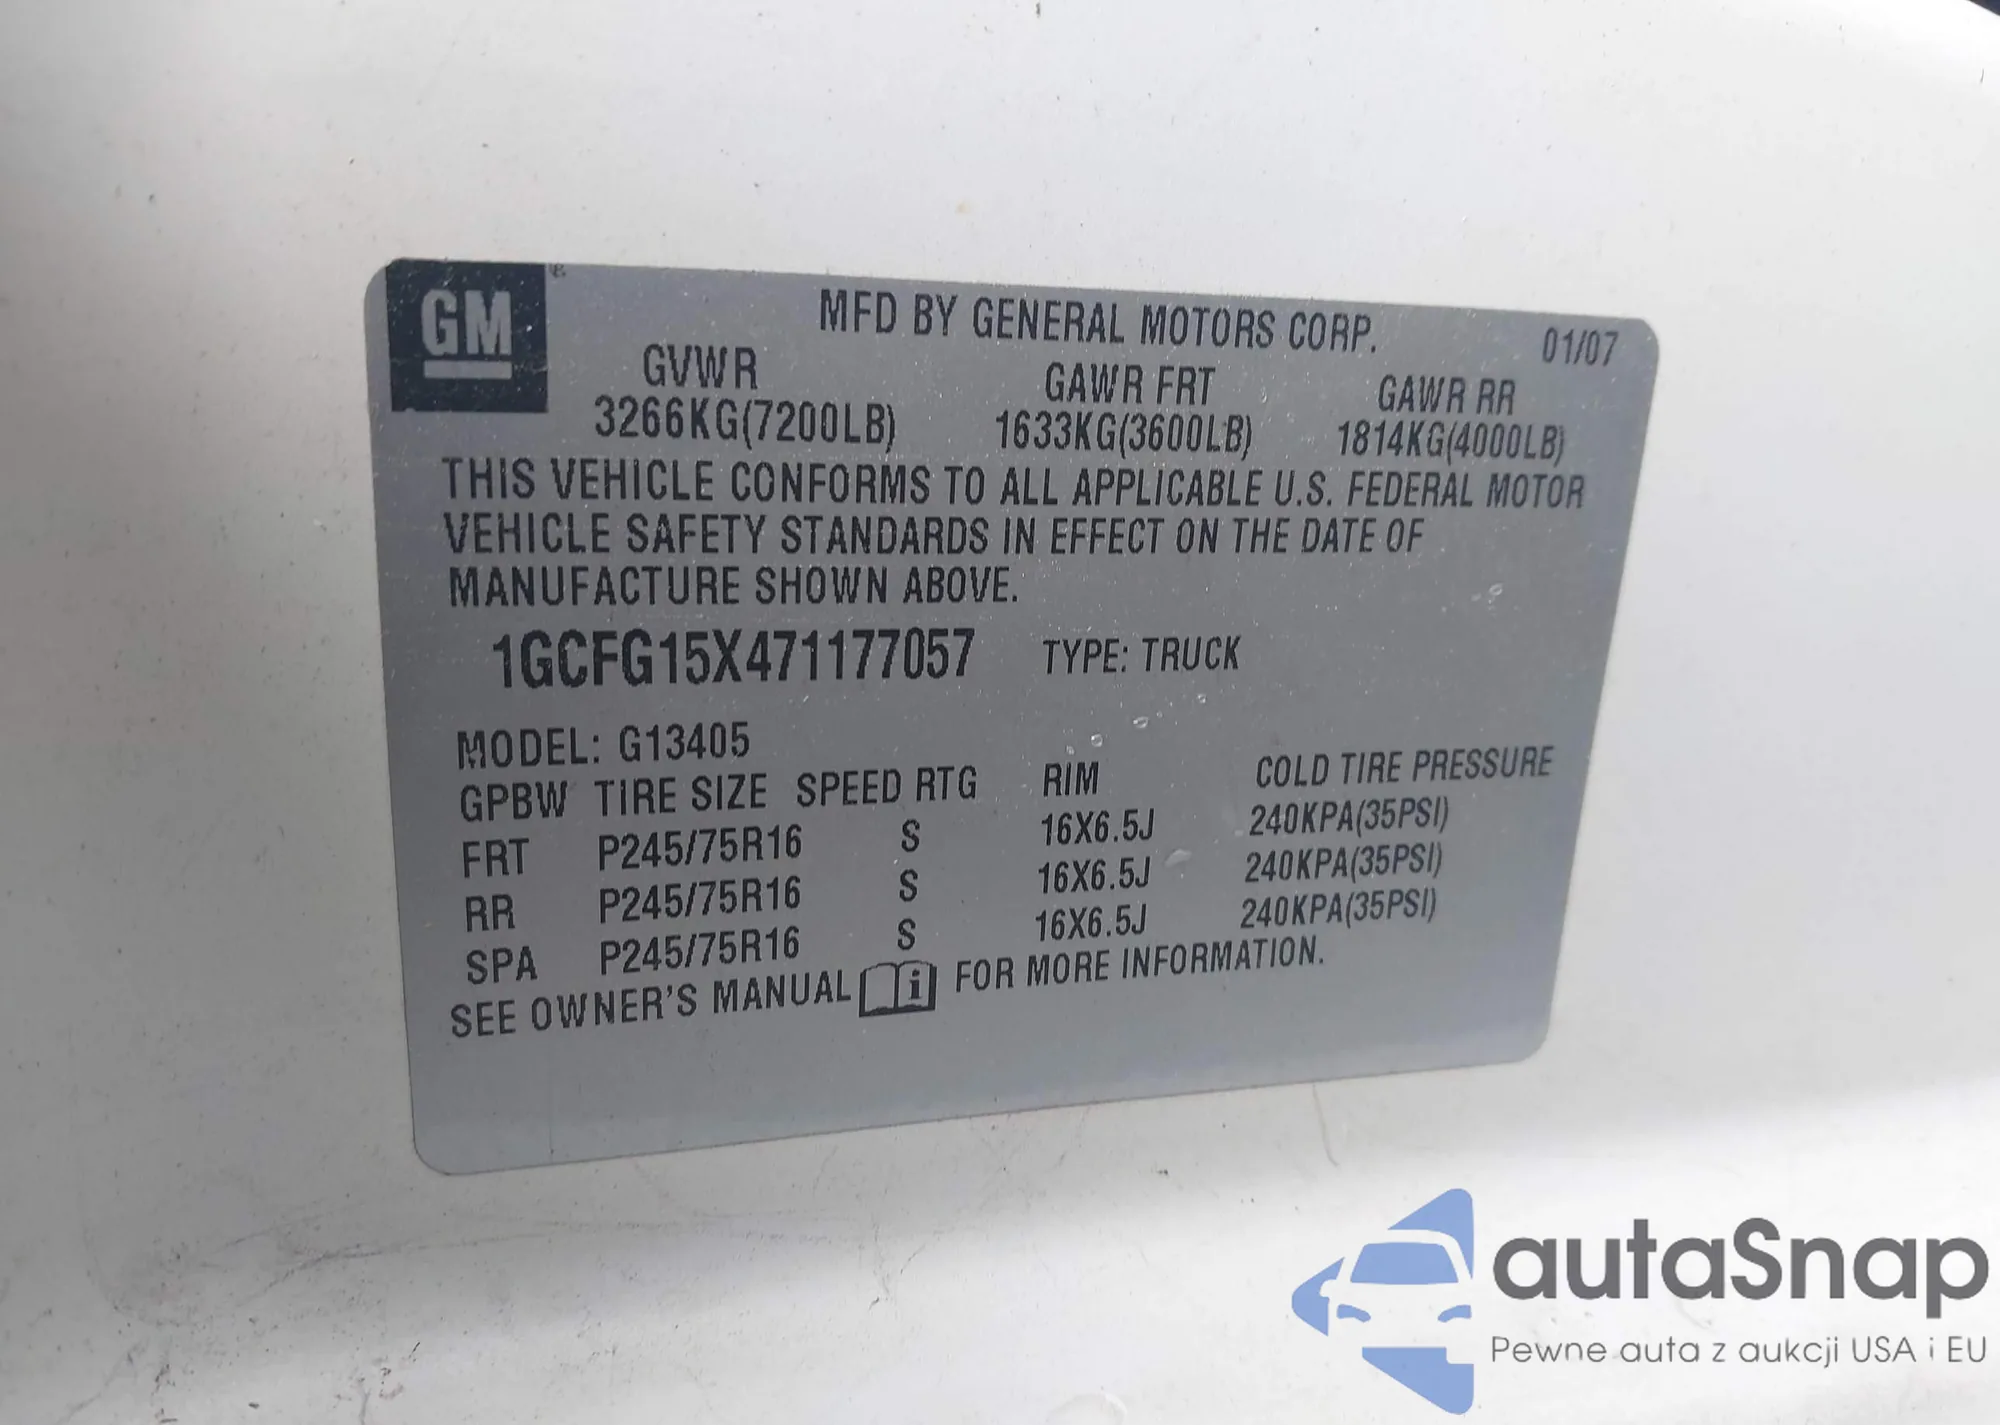 GM
MFD BY GENERAL MOTORS CORP. 01/07
GVWR GAWR FRT GAWR RR
3266KG(7200LB) 1633KG(3600LB) 1814KG(4000LB)
THIS VEHICLE CONFORMS TO ALL APPLICABLE U.S. FEDERAL MOTOR
VEHICLE SAFETY STANDARDS IN EFFECT ON THE DATE OF
MANUFACTURE SHOWN ABOVE.
1GCFG15X471177057 TYPE: TRUCK
MODEL: G13405
GPBW TIRE SIZE SPEED RTG RIM COLD TIRE PRESSURE
FRT P245/75R16 S 16X6.5J 240KPA(35PSI)
RR P245/75R16 S 16X6.5J 240KPA(35PSI)
SPA P245/75R16 S 16X6.5J 240KPA(35PSI)
SEE OWNER'S MANUAL i FOR MORE INFORMATION.
autaSnap
Pewne auta z aukcji USA i EU